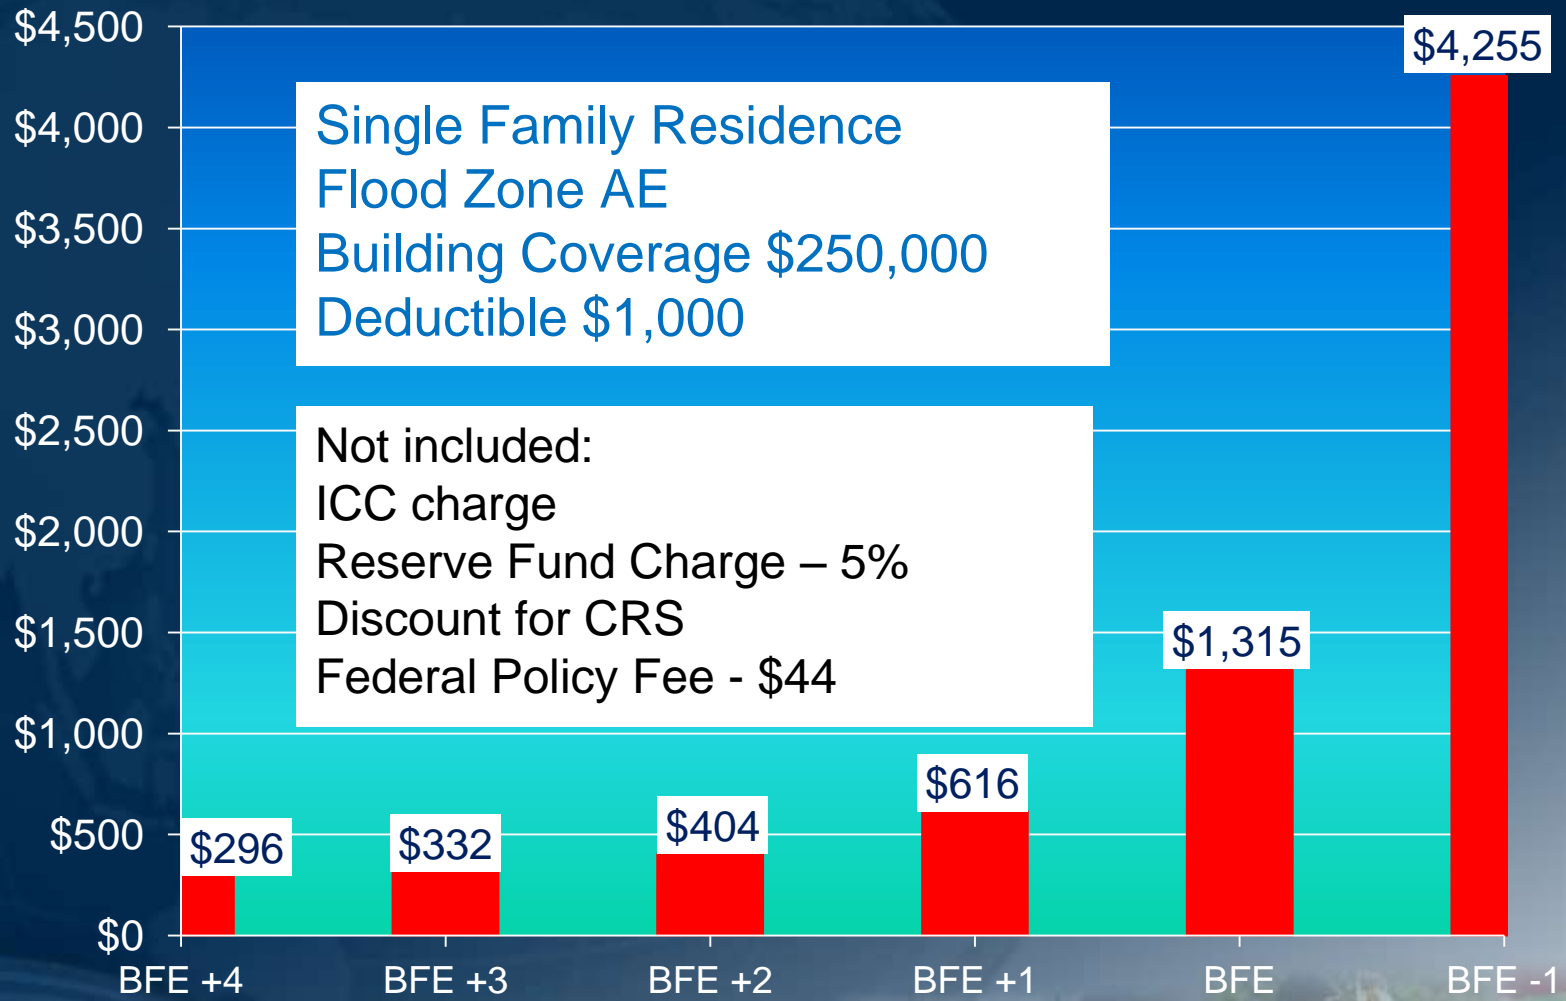 $4,500
$4,000
$3,500
$3,000
$2,500
$2,000
$1,500
$1,000
$500
$0
Single Family Residence
Flood Zone AE
Building Coverage $250,000
Deductible $1,000
Not included:
ICC charge
Reserve Fund Charge – 5%
Discount for CRS
Federal Policy Fee - $44
$296
$332
$404
$616
$1,315
$4,255
BFE +4
BFE +3
BFE +2
BFE +1
BFE
BFE -1